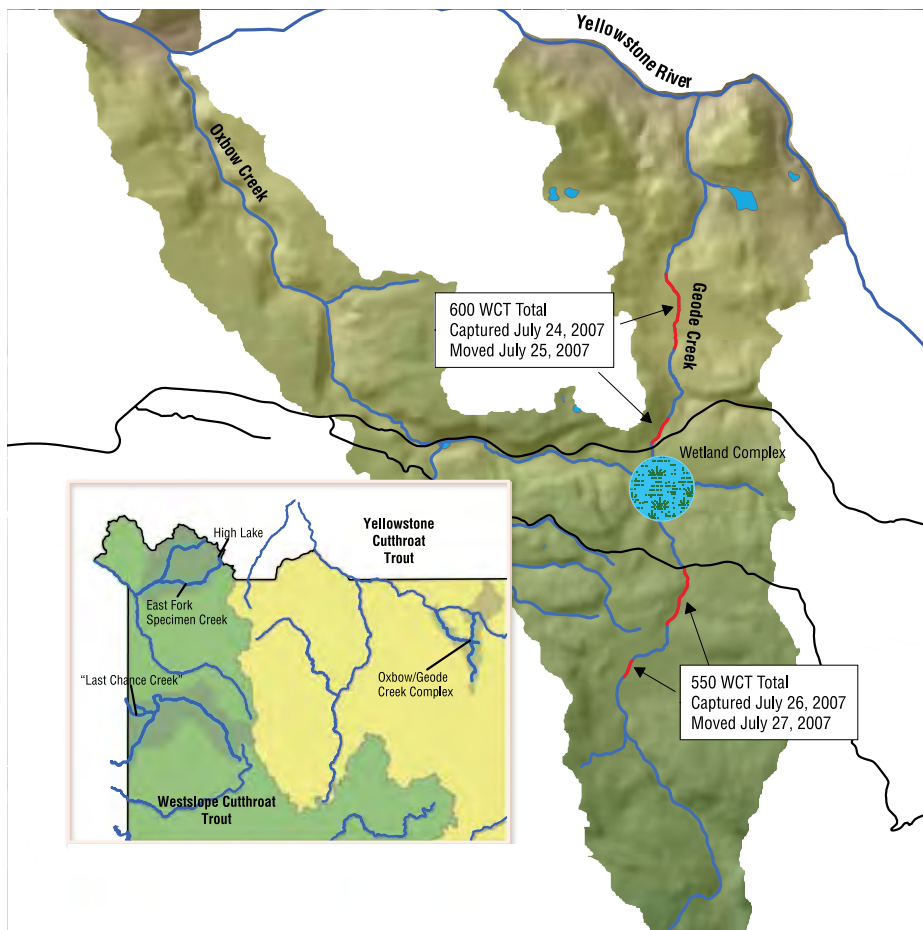 Yellowstone River
Oxbow Creek
Geode Creek
600 WCT Total
Captured July 24, 2007
Moved July 25, 2007
Wetland Complex
550 WCT Total
Captured July 26, 2007
Moved July 27, 2007
High Lake
Yellowstone
Cutthroat
Trout
East Fork
Specimen Creek
"Last Chance Creek"
Oxbow/Geode
Creek Complex
Westslope Cutthroat
Trout